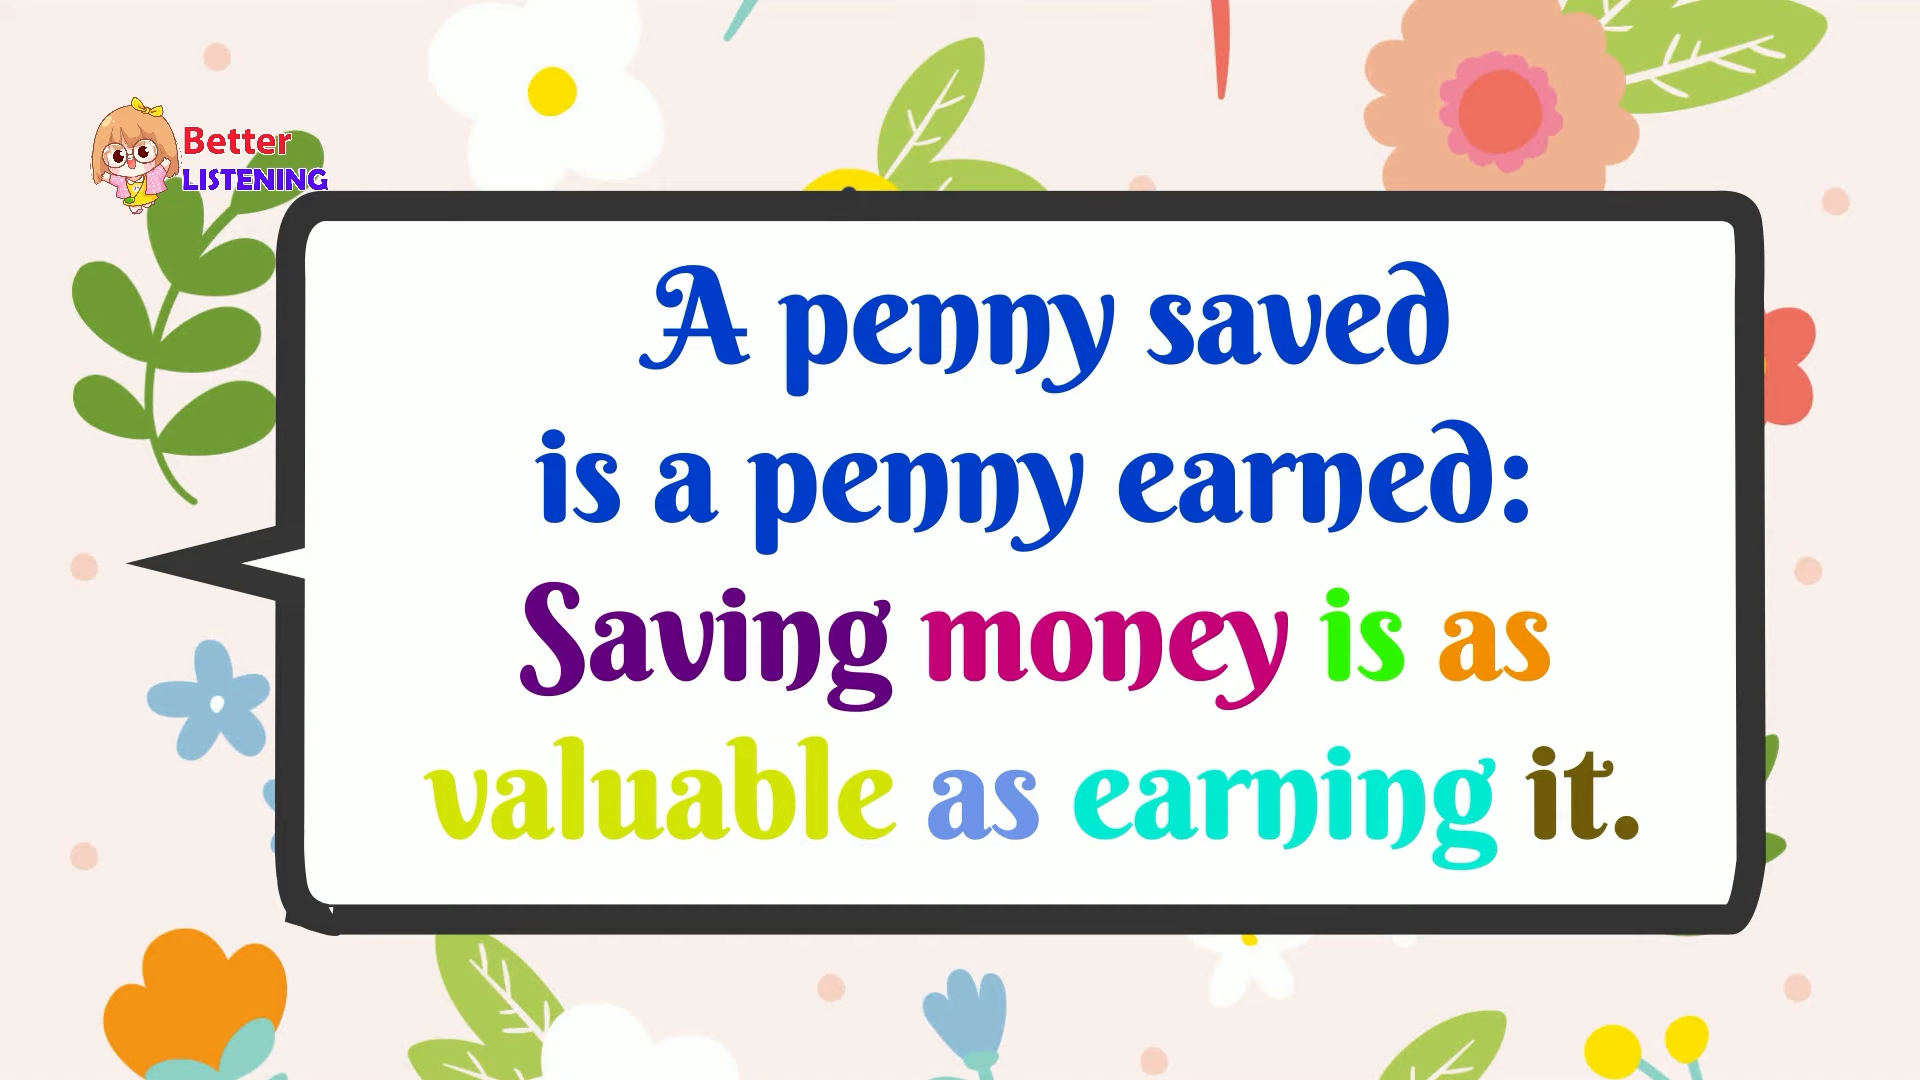 Better
LISTENING
A penny saved
is a penny earned:
Saving money is as
valuable as earning it.